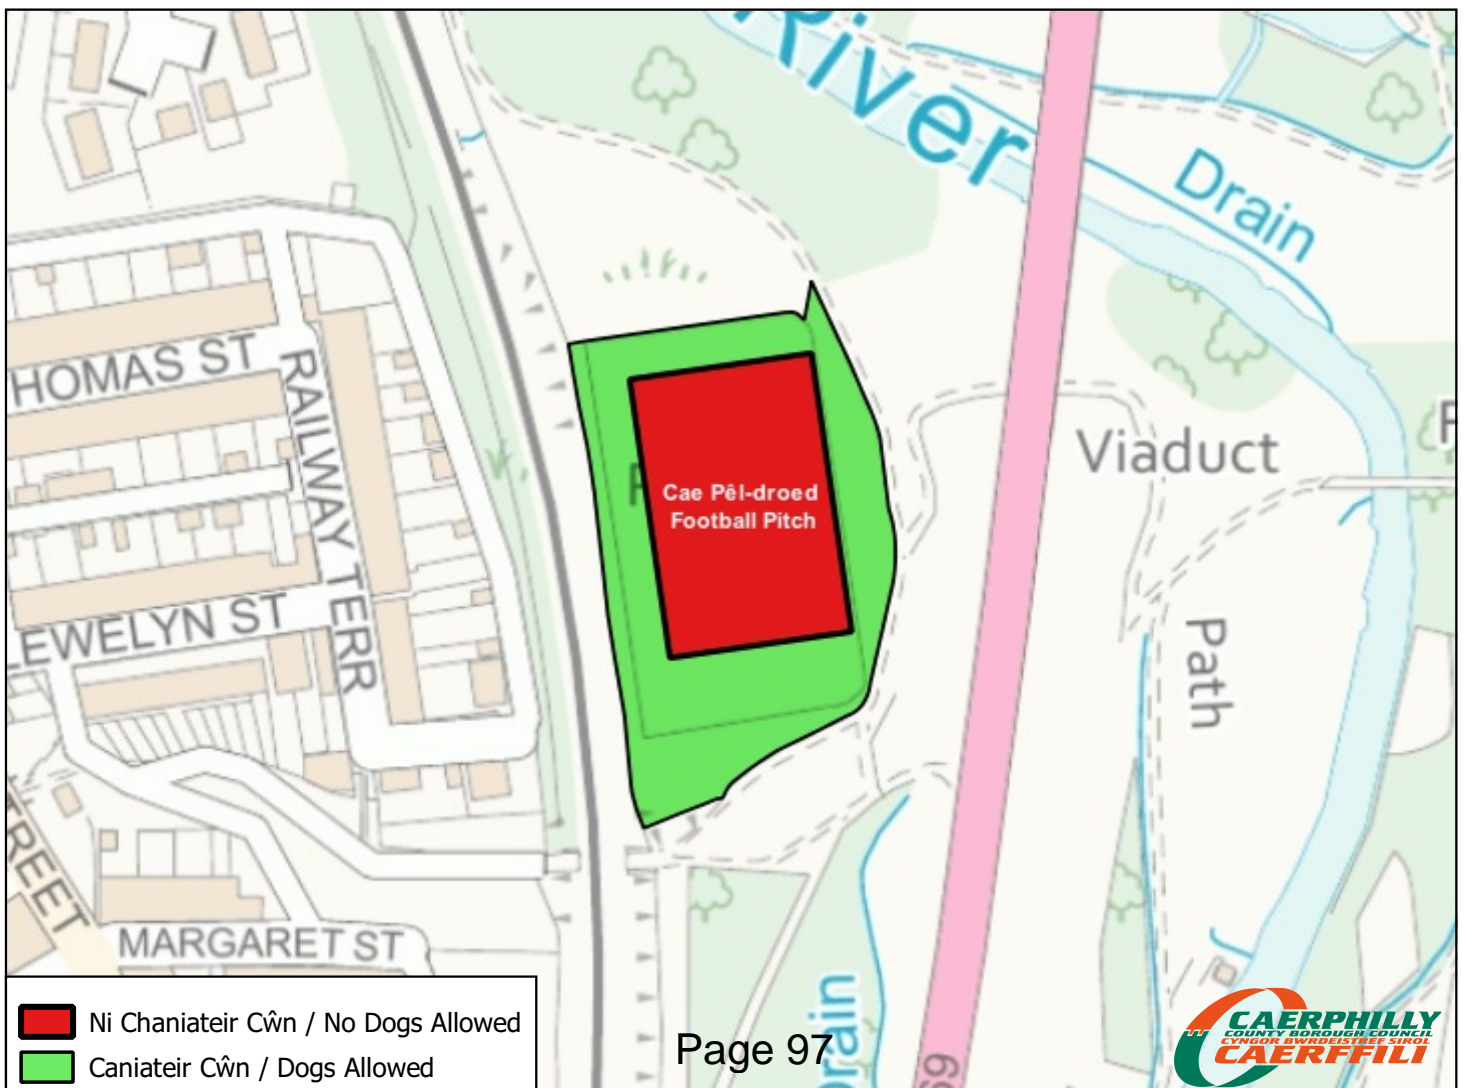 River
Drain
HOMAS ST
RAILWAY TERR
Viaduct
Cae Pêl-droed
Football Pitch
LEWELYN ST
Path
REET
MARGARET ST
Drain
69
Ni Chaniateir Cŵn / No Dogs Allowed
Caniateir Cŵn / Dogs Allowed
Page 97
CAERPHILLY
COUNTY BOROUGH COUNCIL
CYNGOR BWRDEISTREF SIROL
CAERFFILI